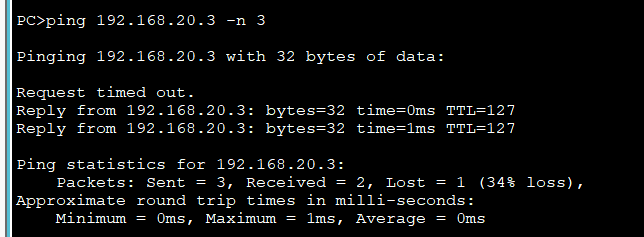 PC>ping 192.168.20.3 -n 3
Pinging 192.168.20.3 with 32 bytes of data:
Request timed out.
Reply from 192.168.20.3: bytes=32 time=0ms TTL=127
Reply from 192.168.20.3: bytes=32 time=1ms TTL=127
Ping statistics for 192.168.20.3:
Packets: Sent = 3, Received = 2, Lost = 1 (34% loss),
Approximate round trip times in milli-seconds:
Minimum = 0ms, Maximum = 1ms, Average = 0ms